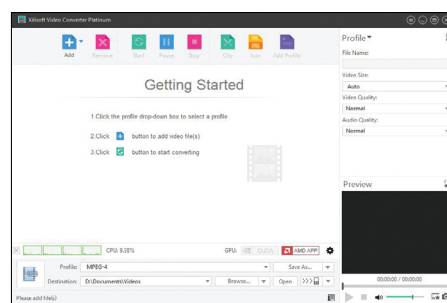 Xilisoft Video Converter Platinum
Add Remove Start Pause Stop Clip Join Add Profile
Getting Started
1.Click the profile drop-down box to select a profile
2.Click button to add video file(s)
3.Click button to start converting
Profile
File Name:
Video Size:
Auto
Video Quality:
Normal
Audio Quality:
Normal
Preview
CPU: 9.38% GPU: CUDA AMD APP
Profile: MPEG-4 Save As...
Destination: D:\Documents\Videos Browse... Open
00:00:00 / 00:00:00
Please add file(s)